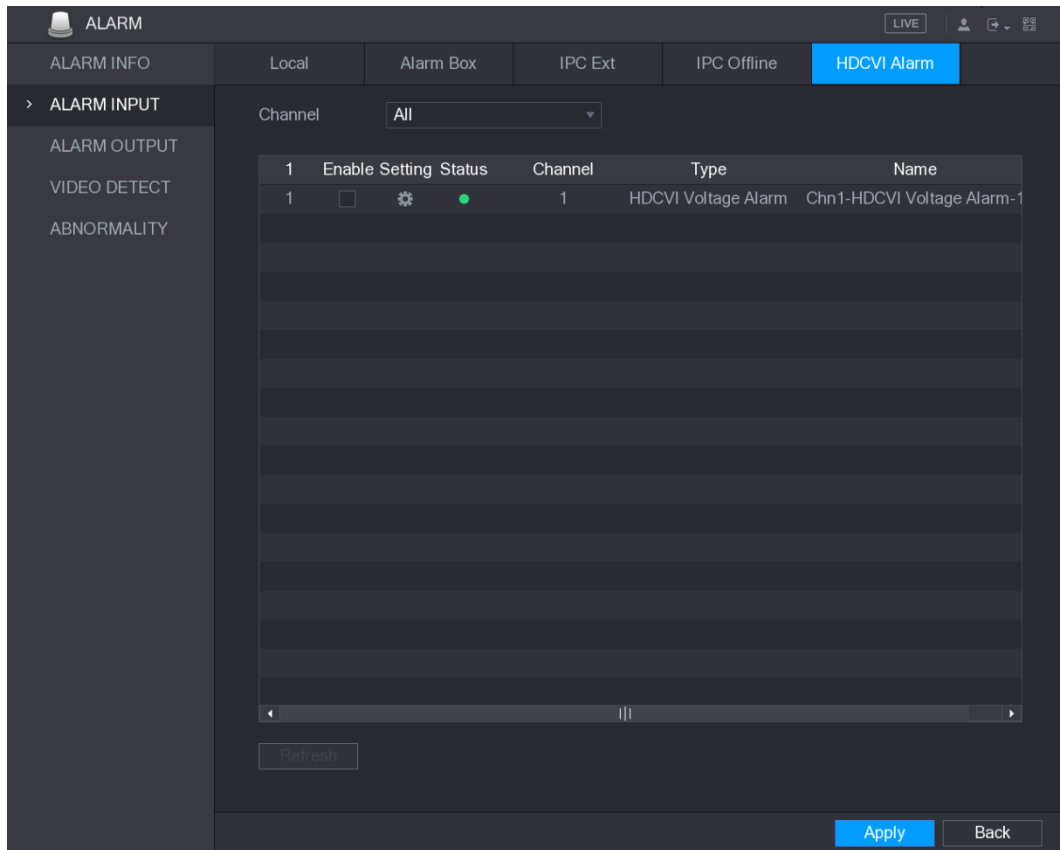 ALARM
LIVE
ALARM INFO
ALARM INPUT
ALARM OUTPUT
VIDEO DETECT
ABNORMALITY
Local Alarm Box IPC Ext IPC Offline HDCVI Alarm
Channel All
1 Enable Setting Status Channel Type Name
1 1 HDCVI Voltage Alarm Chn1-HDCVI Voltage Alarm-1
Refresh
Apply Back